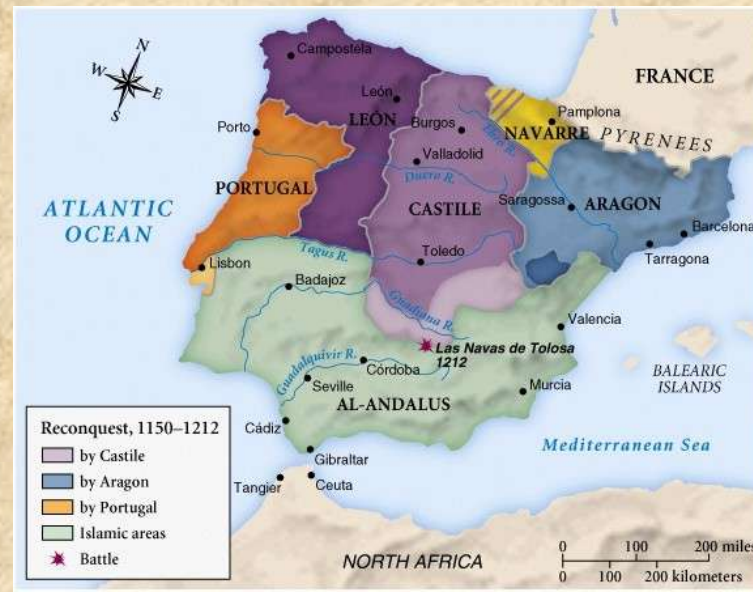 N
W
E
S
Campostela
FRANCE
León
LEÓN
Pamplona
Porto
Burgos
NAVARRE
PYRENEES
Ebro R.
Valladolid
Duero R.
PORTUGAL
Saragossa
ARAGON
ATLANTIC
OCEAN
CASTILE
Barcelona
Tagus R.
Toledo
Tarragona
Lisbon
Badajoz
Guadiana R.
Valencia
Las Navas de Tolosa
1212
Guadalquivir R.
Córdoba
BALEARIC
ISLANDS
Seville
Murcia
AL-ANDALUS
Cádiz
Mediterranean Sea
Gibraltar
Tangier
Ceuta
NORTH AFRICA
Reconquest, 1150–1212
by Castile
by Aragon
by Portugal
Islamic areas
Battle
0 100 200 miles
0 100 200 kilometers